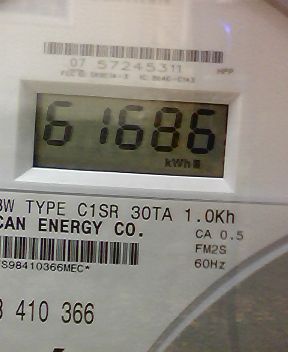 07 57245311 MPP
61686
kWh
3W TYPE C1SR 30TA 1.0Kh
CAN ENERGY CO. CA 0.5
FM2S
60Hz
S98410366MEC*
410 366